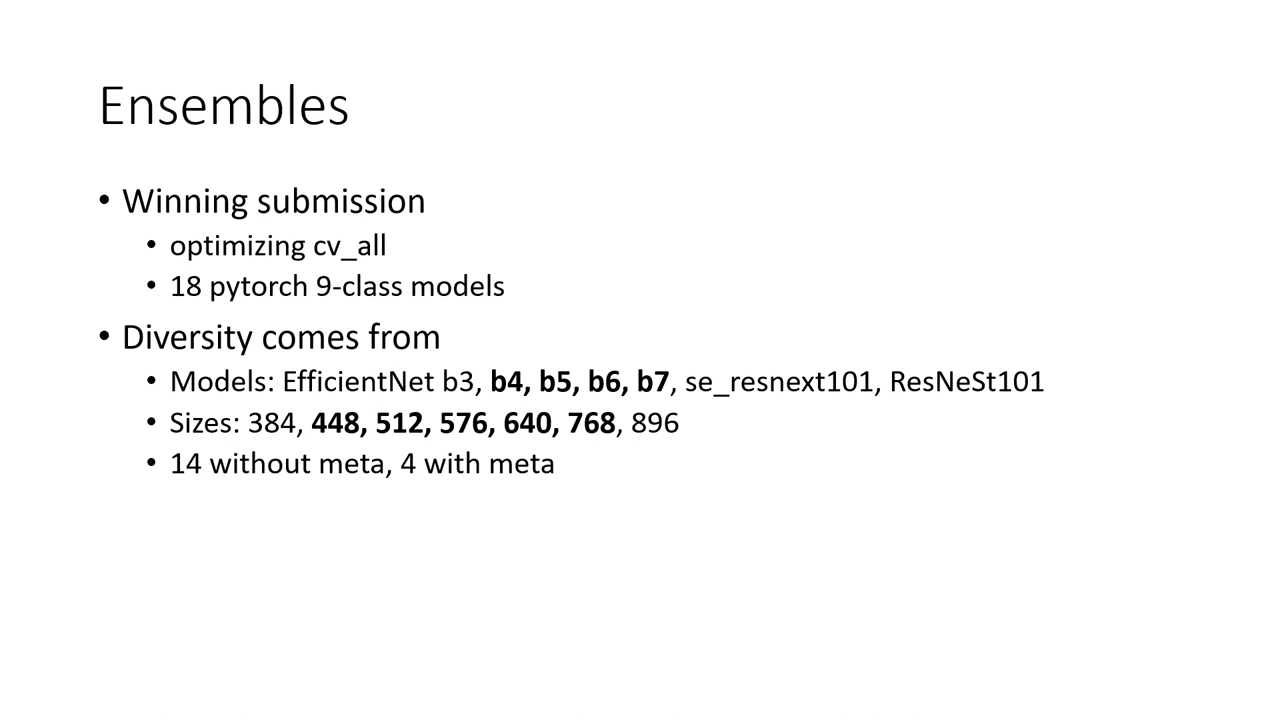 Ensembles
• Winning submission
• optimizing cv_all
• 18 pytorch 9-class models
• Diversity comes from
• Models: EfficientNet b3, b4, b5, b6, b7, se_resnext101, ResNeSt101
• Sizes: 384, 448, 512, 576, 640, 768, 896
• 14 without meta, 4 with meta